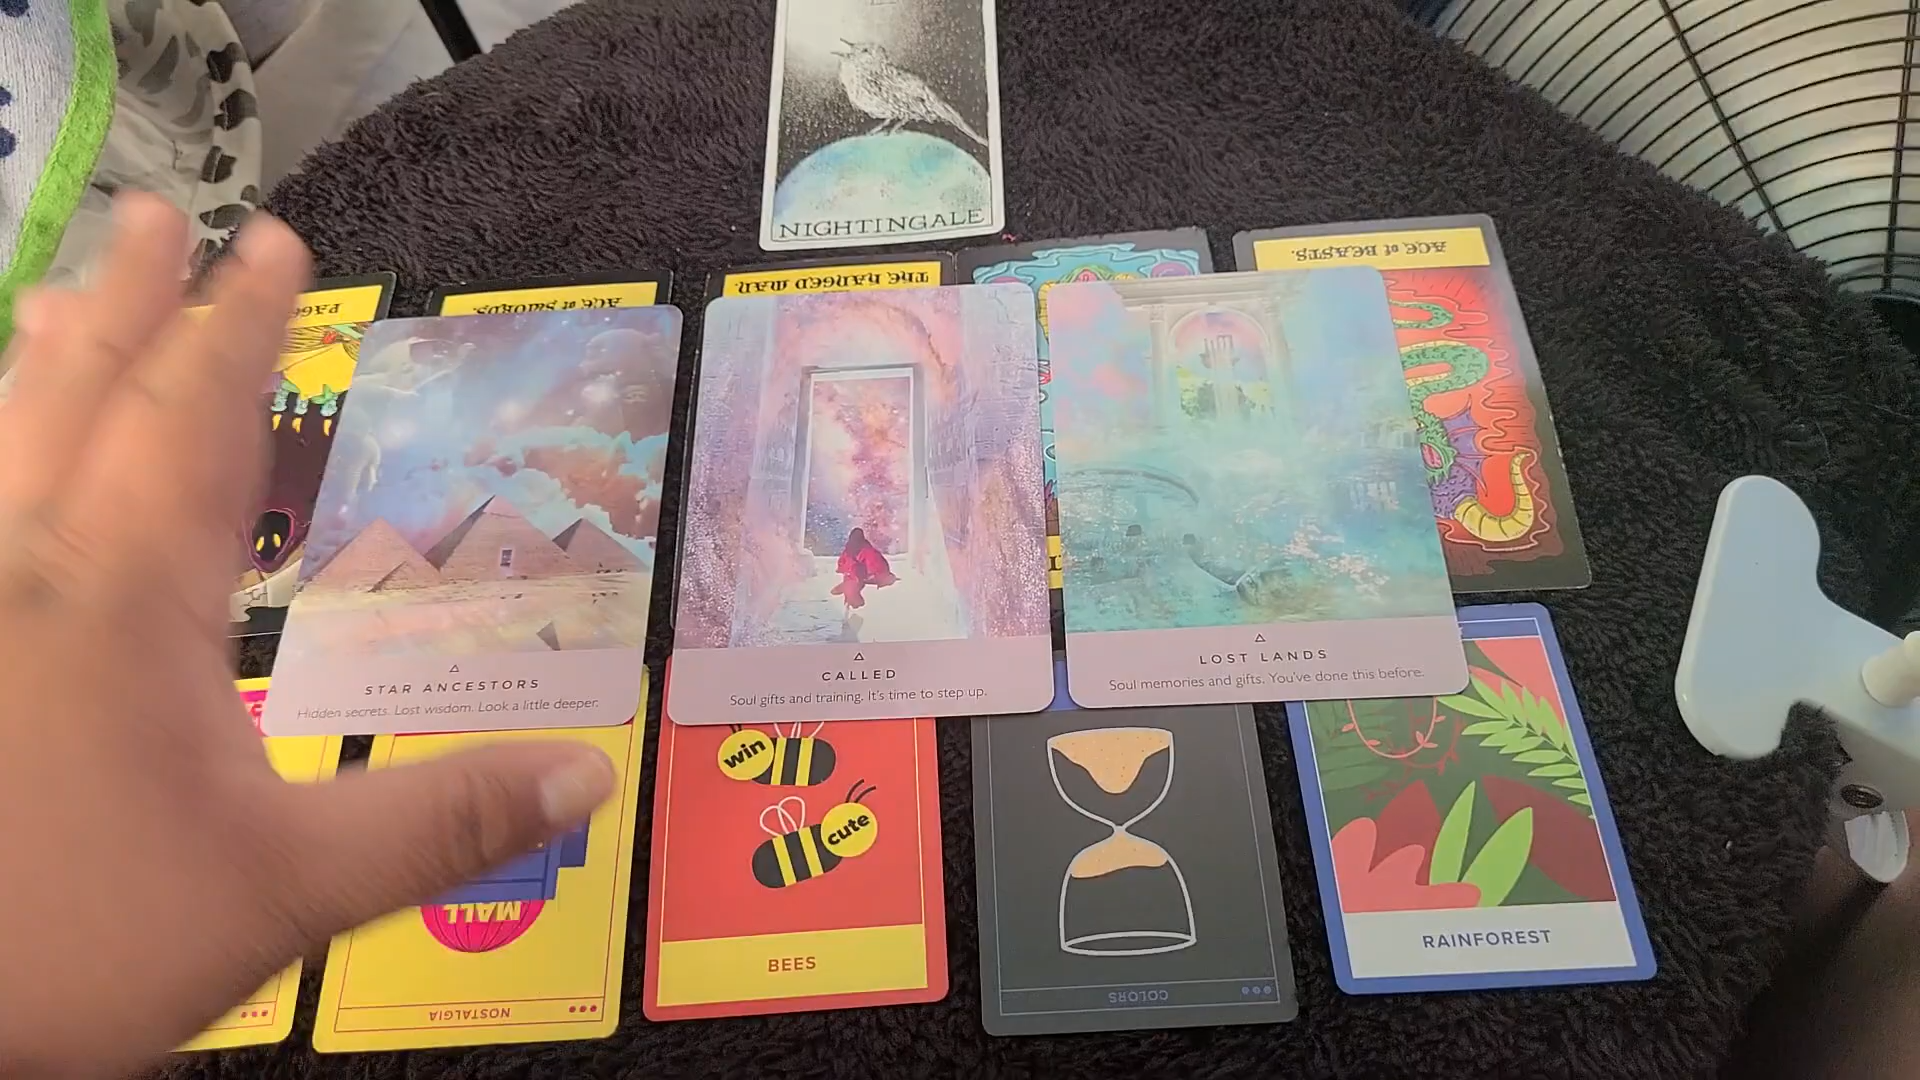 NIGHTINGALE
PAGE
ACE of SWORDS.
THE HANGED MAN.
ACE of BEASTS.
STAR ANCESTORS
Hidden secrets. Lost wisdom. Look a little deeper.
CALLED
Soul gifts and training. It's time to step up.
LOST LANDS
Soul memories and gifts. You've done this before.
MALL
NOSTALGIA
win
cute
BEES
COLORS
RAINFOREST